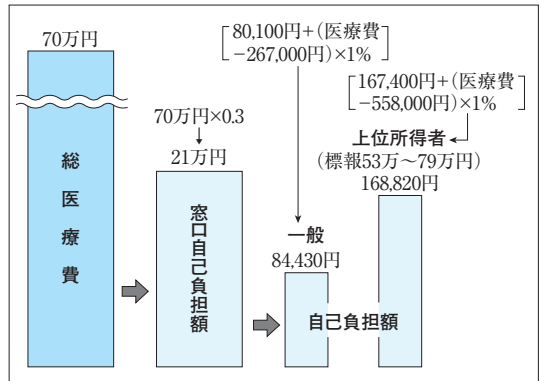 70万円
総医療費
70万円×0.3
21万円
窓口自己負担額
[80,100円+(医療費
−267,000円)×1%]
一般
84,430円
[167,400円+(医療費
−558,000円)×1%]
上位所得者
(標報53万〜79万円)
168,820円
自己負担額